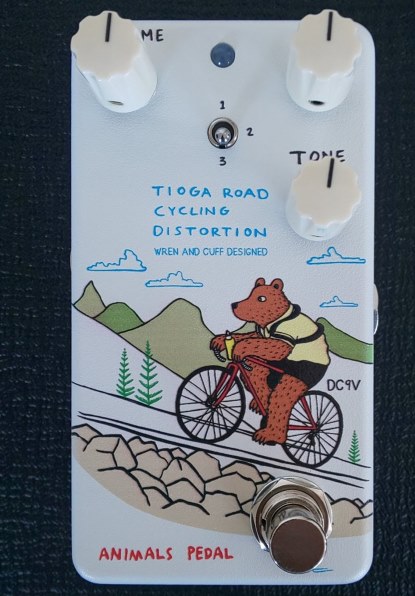 ME
1
2
3
TONE
TIOGA ROAD
CYCLING
DISTORTION
WREN AND CUFF DESIGNED
DC9V
ANIMALS PEDAL